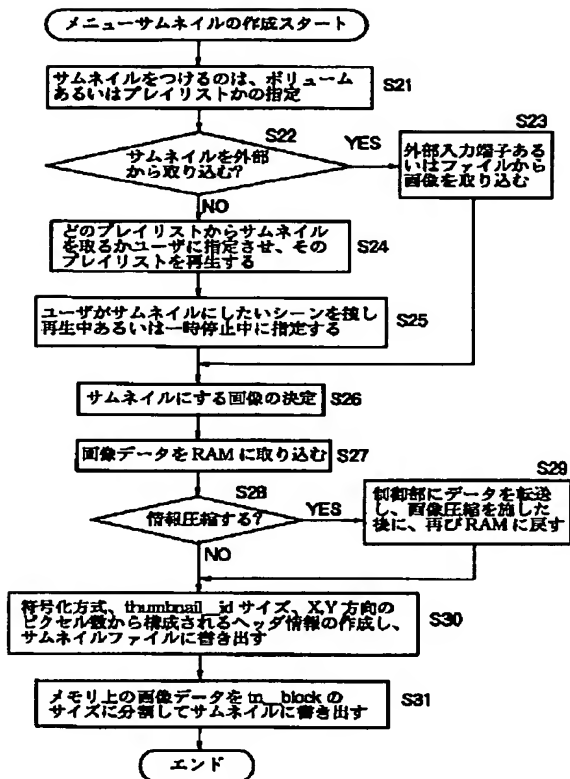 メニューサムネイルの作成スタート
サムネイルをつけるのは、ボリューム
あるいはプレイリストかの指定
S21
S22
サムネイルを外部
から取り込む?
YES
NO
S23
外部入力端子ある
いはファイルから
画像を取り込む
どのプレイリストからサムネイル
を取るかユーザに指定させ、その
プレイリストを再生する
S24
ユーザがサムネイルにしたいシーンを捜し
再生中あるいは一時停止中に指定する
S25
サムネイルにする画像の決定
S26
画像データをRAMに取り込む
S27
S28
情報圧縮する?
YES
NO
S29
制御部にデータを転送
し、画像圧縮を施した
後に、再びRAMに戻す
符号化方式、thumbnail_idサイズ、X,Y方向の
ピクセル数から構成されるヘッダ情報の作成し、
サムネイルファイルに書き出す
S30
メモリ上の画像データをtn_blockの
サイズに分割してサムネイルに書き出す
S31
エンド